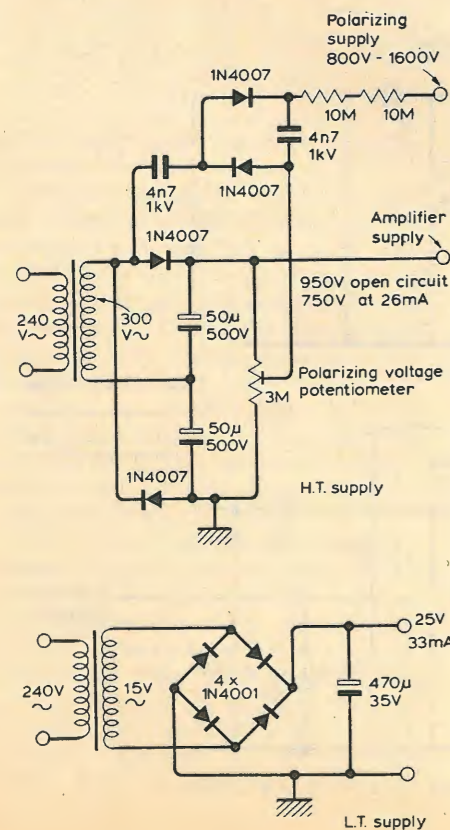 Polarizing
supply
800V - 1600V
1N4007
10M
10M
4n7
1kV
4n7
1kV
1N4007
1N4007
Amplifier
supply
950V open circuit
750V at 26mA
240
V~
300
V~
50µ
500V
Polarizing voltage
potentiometer
3M
50µ
500V
1N4007
H.T. supply
25V
33mA
240V
~
15V
~
4 x
1N4001
470µ
35V
L.T. supply